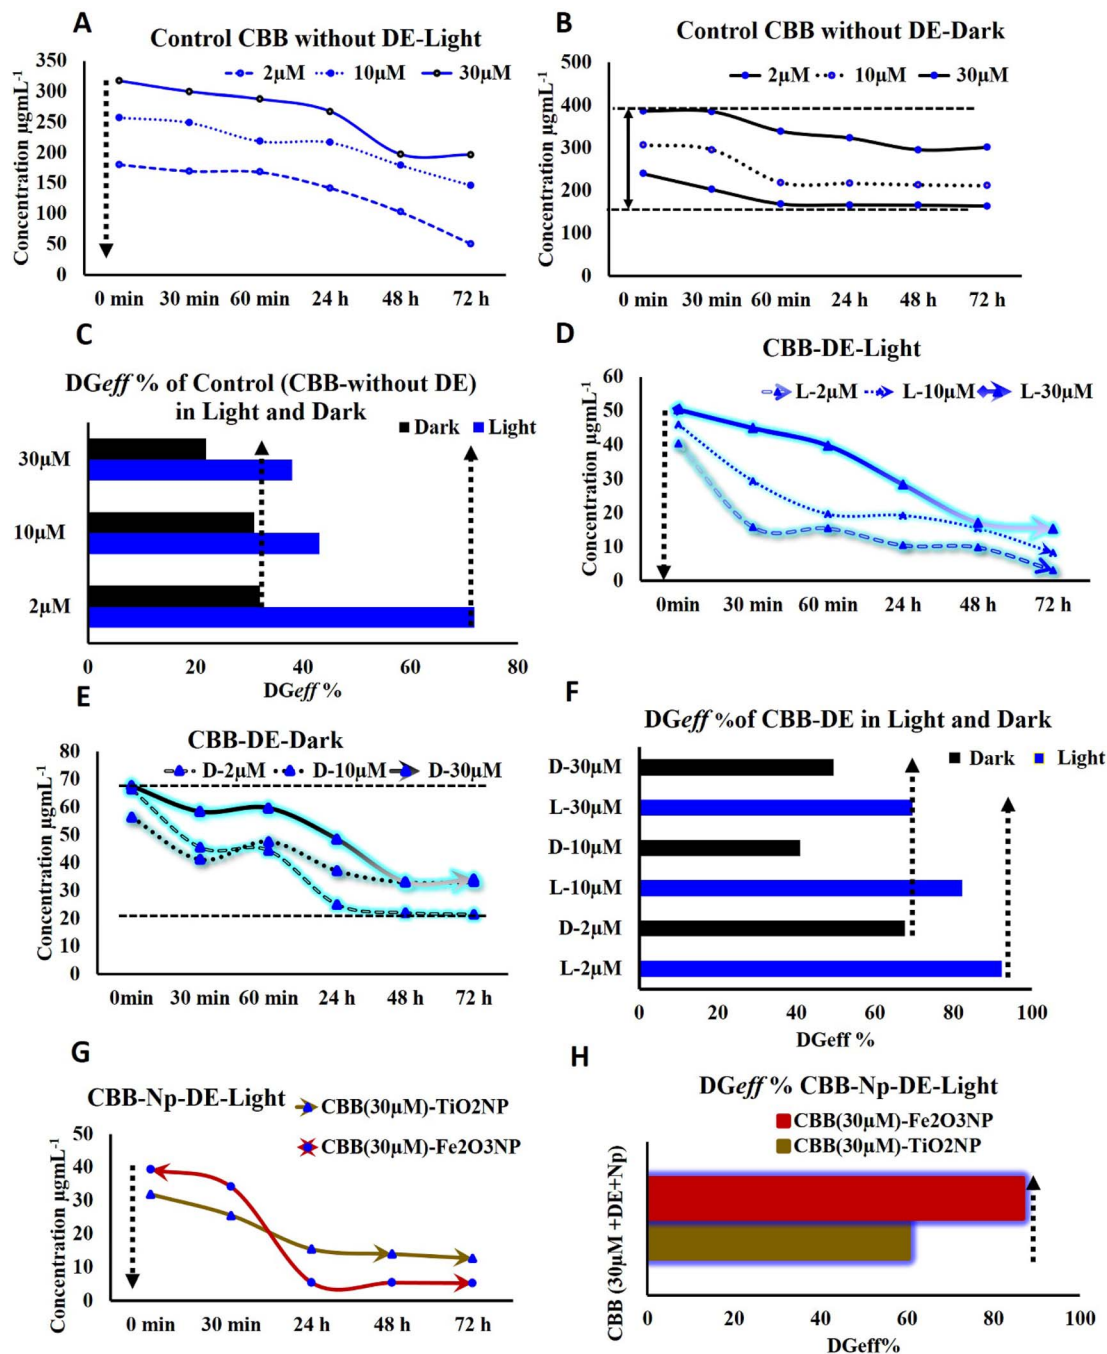 A
Control CBB without DE-Light
2µM
10µM
30µM
Concentration µgmL-1
350
300
250
200
150
100
50
0
0 min
30 min
60 min
24 h
48 h
72 h
B
Control CBB without DE-Dark
2µM
10µM
30µM
Concentration µgmL-1
500
400
300
200
100
0
0 min
30 min
60 min
24 h
48 h
72 h
C
DGeff % of Control (CBB-without DE)
in Light and Dark
Dark
Light
30µM
10µM
2µM
0
20
40
60
80
DGeff %
D
CBB-DE-Light
L-2µM
L-10µM
L-30µM
Concentration µgmL-1
60
50
40
30
20
10
0
0min
30 min
60 min
24 h
48 h
72 h
E
CBB-DE-Dark
D-2µM
D-10µM
D-30µM
Concentration µgmL-1
80
70
60
50
40
30
20
10
0
0min
30 min
60 min
24 h
48 h
72 h
F
DGeff %of CBB-DE in Light and Dark
Dark
Light
D-30µM
L-30µM
D-10µM
L-10µM
D-2µM
L-2µM
0
20
40
60
80
100
DGeff %
G
CBB-Np-DE-Light
CBB(30µM)-TiO2NP
CBB(30µM)-Fe2O3NP
Concentration µgmL-1
50
40
30
20
10
0
0 min
30 min
24 h
48 h
72 h
H
DGeff % CBB-Np-DE-Light
CBB(30µM)-Fe2O3NP
CBB(30µM)-TiO2NP
CBB (30µM +DE+Np)
0
20
40
60
80
100
DGeff%